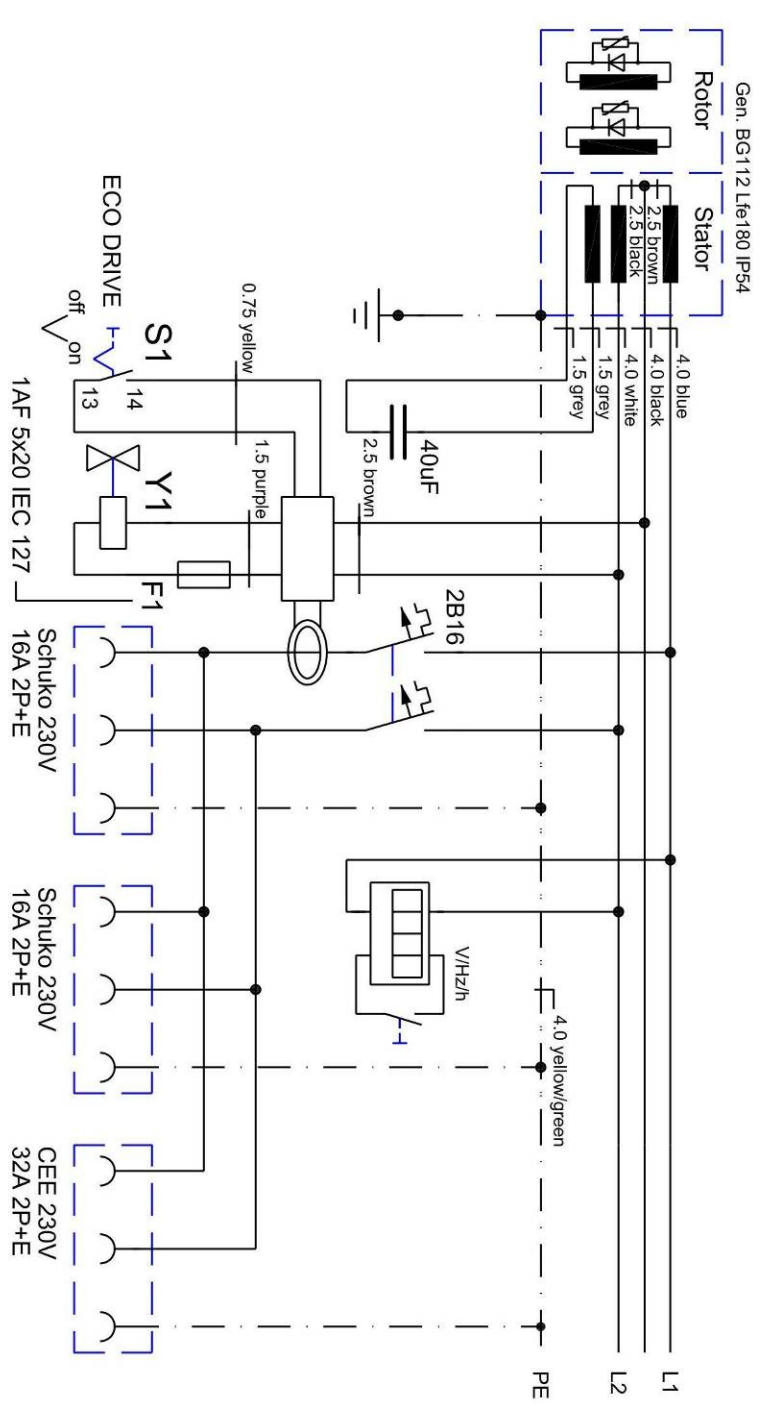 Gen. BG112 Lfe180 IP54
Rotor
Stator
2.5 brown
2.5 black
4.0 blue
4.0 black
4.0 white
1.5 grey
1.5 grey
40uF
2.5 brown
0.75 yellow
1.5 purple
ECO DRIVE
off
on
S1
13
14
Y1
F1
1AF 5x20 IEC 127
2B16
V/Hz/h
4.0 yellow/green
Schuko 230V
16A 2P+E
Schuko 230V
16A 2P+E
CEE 230V
32A 2P+E
L1
L2
PE